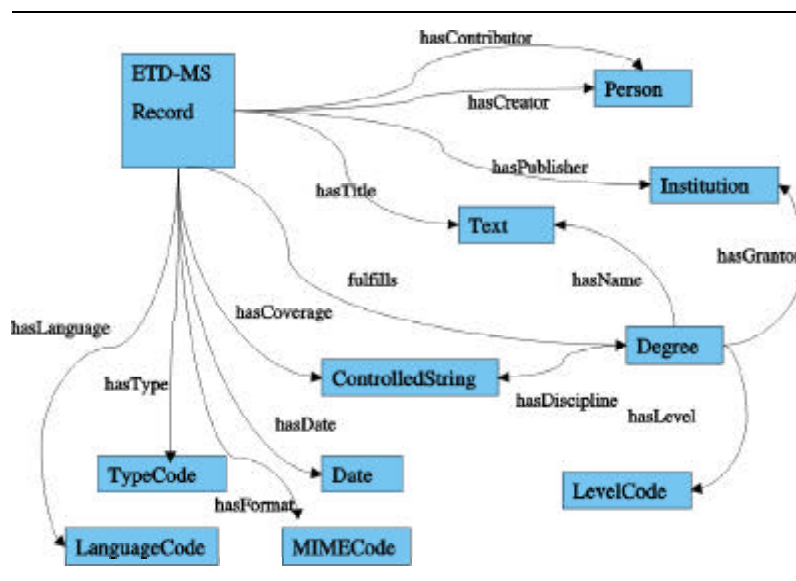 hasContributor
ETD-MS
Record
Person
hasCreator
hasPublisher
hasTitle
Institution
Text
hasGrantor
fulfills
hasName
hasCoverage
hasLanguage
Degree
ControlledString
hasType
hasDiscipline
hasLevel
hasDate
TypeCode
Date
LevelCode
hasFormat
LanguageCode
MIMECode